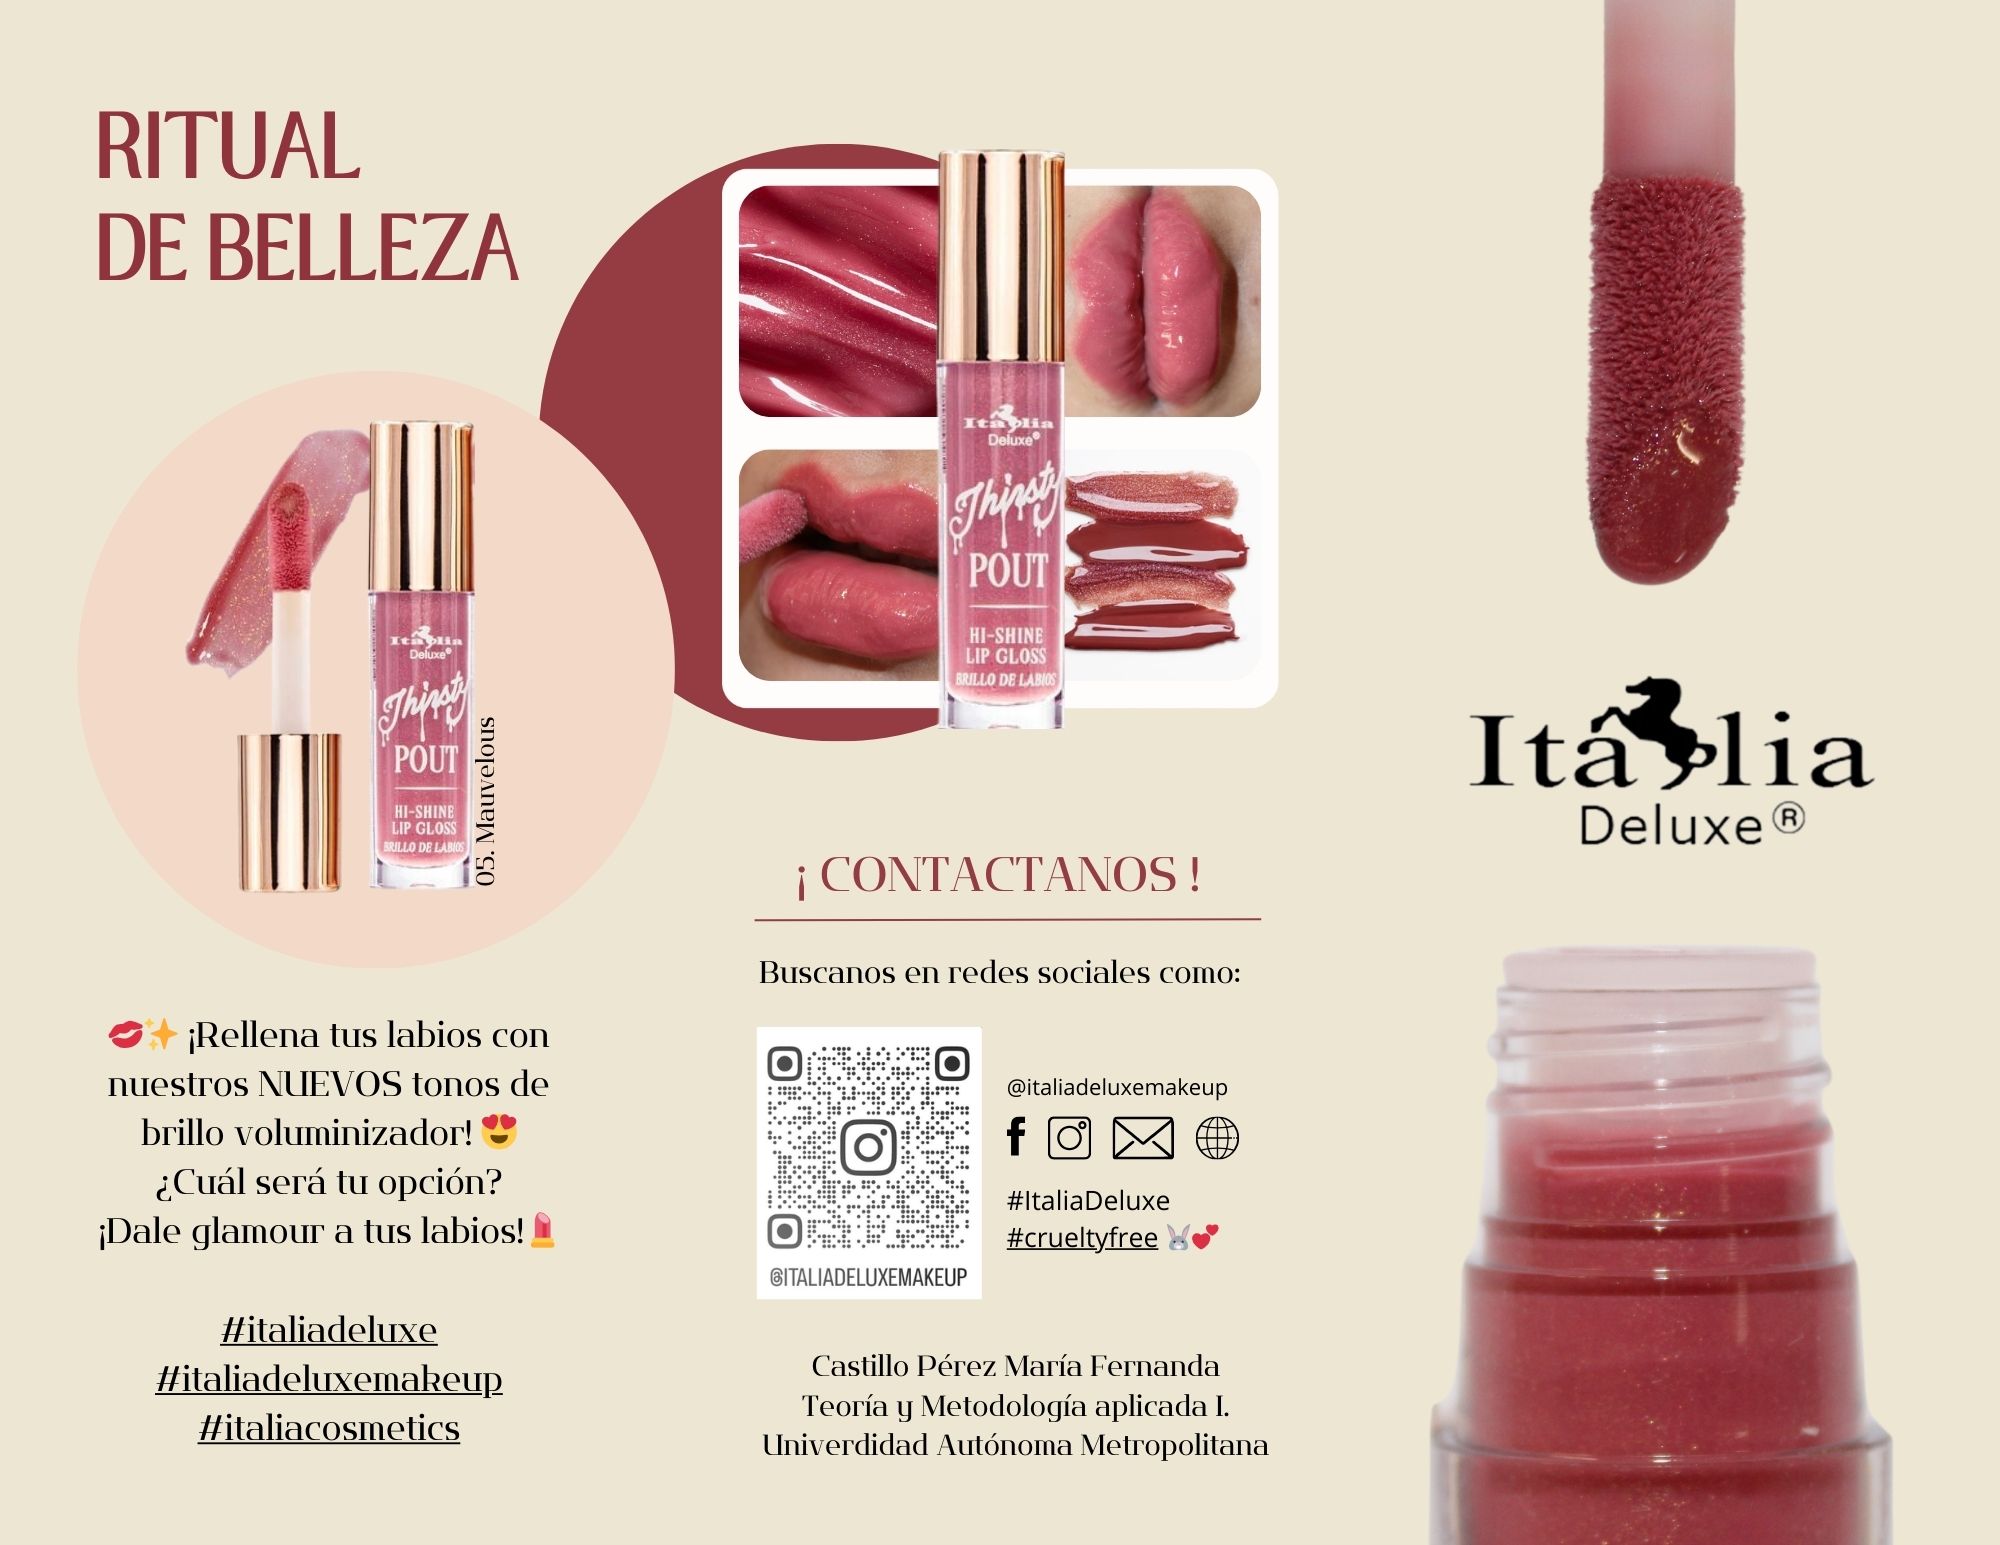 RITUAL
DE BELLEZA
Itālia
Deluxe®
Thirsty
POUT
HI-SHINE
LIP GLOSS
BRILLO DE LABIOS
05. Mauvelous
💋✨ ¡Rellena tus labios con
nuestros NUEVOS tonos de
brillo voluminizador! 😍
¿Cuál será tu opción?
¡Dale glamour a tus labios!💄
#italiadeluxe
#italiadeluxemakeup
#italiacosmetics
Itālia
Deluxe®
Thirsty
POUT
HI-SHINE
LIP GLOSS
BRILLO DE LABIOS
¡ CONTACTANOS !
Buscanos en redes sociales como:
@ITALIADELUXEMAKEUP
@italiadeluxemakeup
#ItaliaDeluxe
#crueltyfree 🐰💕
Castillo Pérez María Fernanda
Teoría y Metodología aplicada I.
Univerdidad Autónoma Metropolitana
Itâlia
Deluxe®